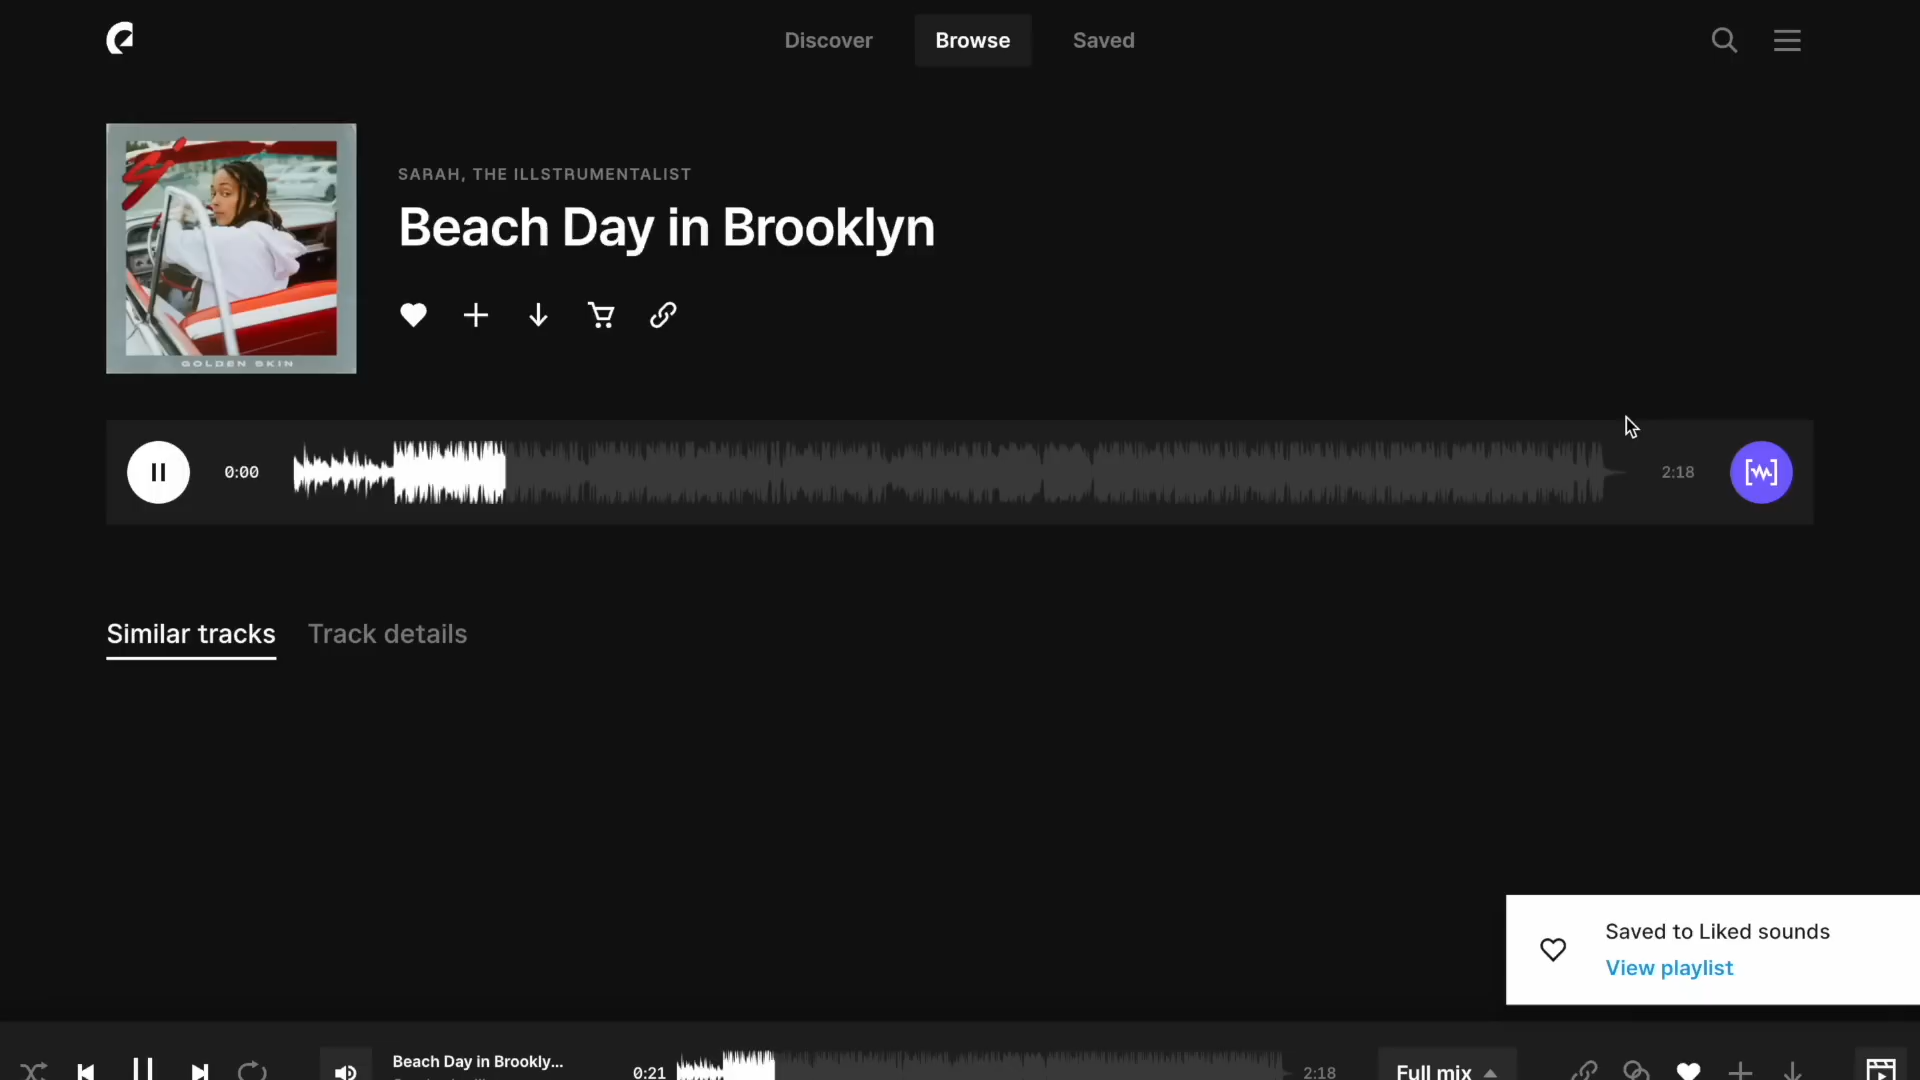 Discover Browse Saved
SARAH, THE ILLSTRUMENTALIST
Beach Day in Brooklyn
GOLDEN SKIN
0:00 2:18
Similar tracks Track details
Saved to Liked sounds
View playlist
Beach Day in Brookly...
0:21 2:18 Full mix